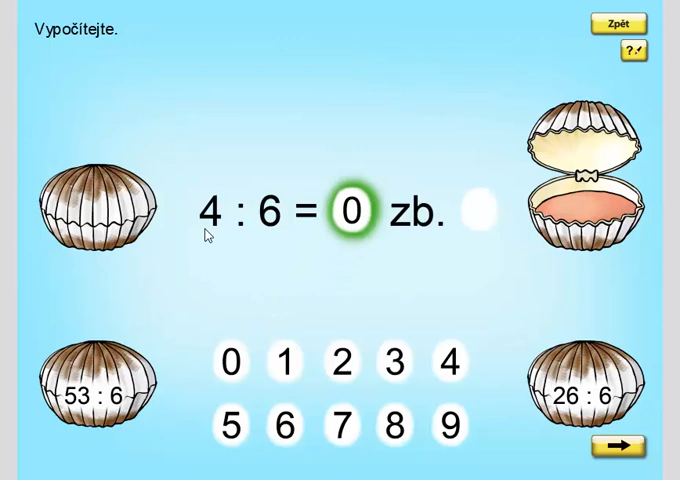 Vypočítejte.
Zpět
?✓
4 : 6 = 0 zb.
0 1 2 3 4
53 : 6
26 : 6
5 6 7 8 9